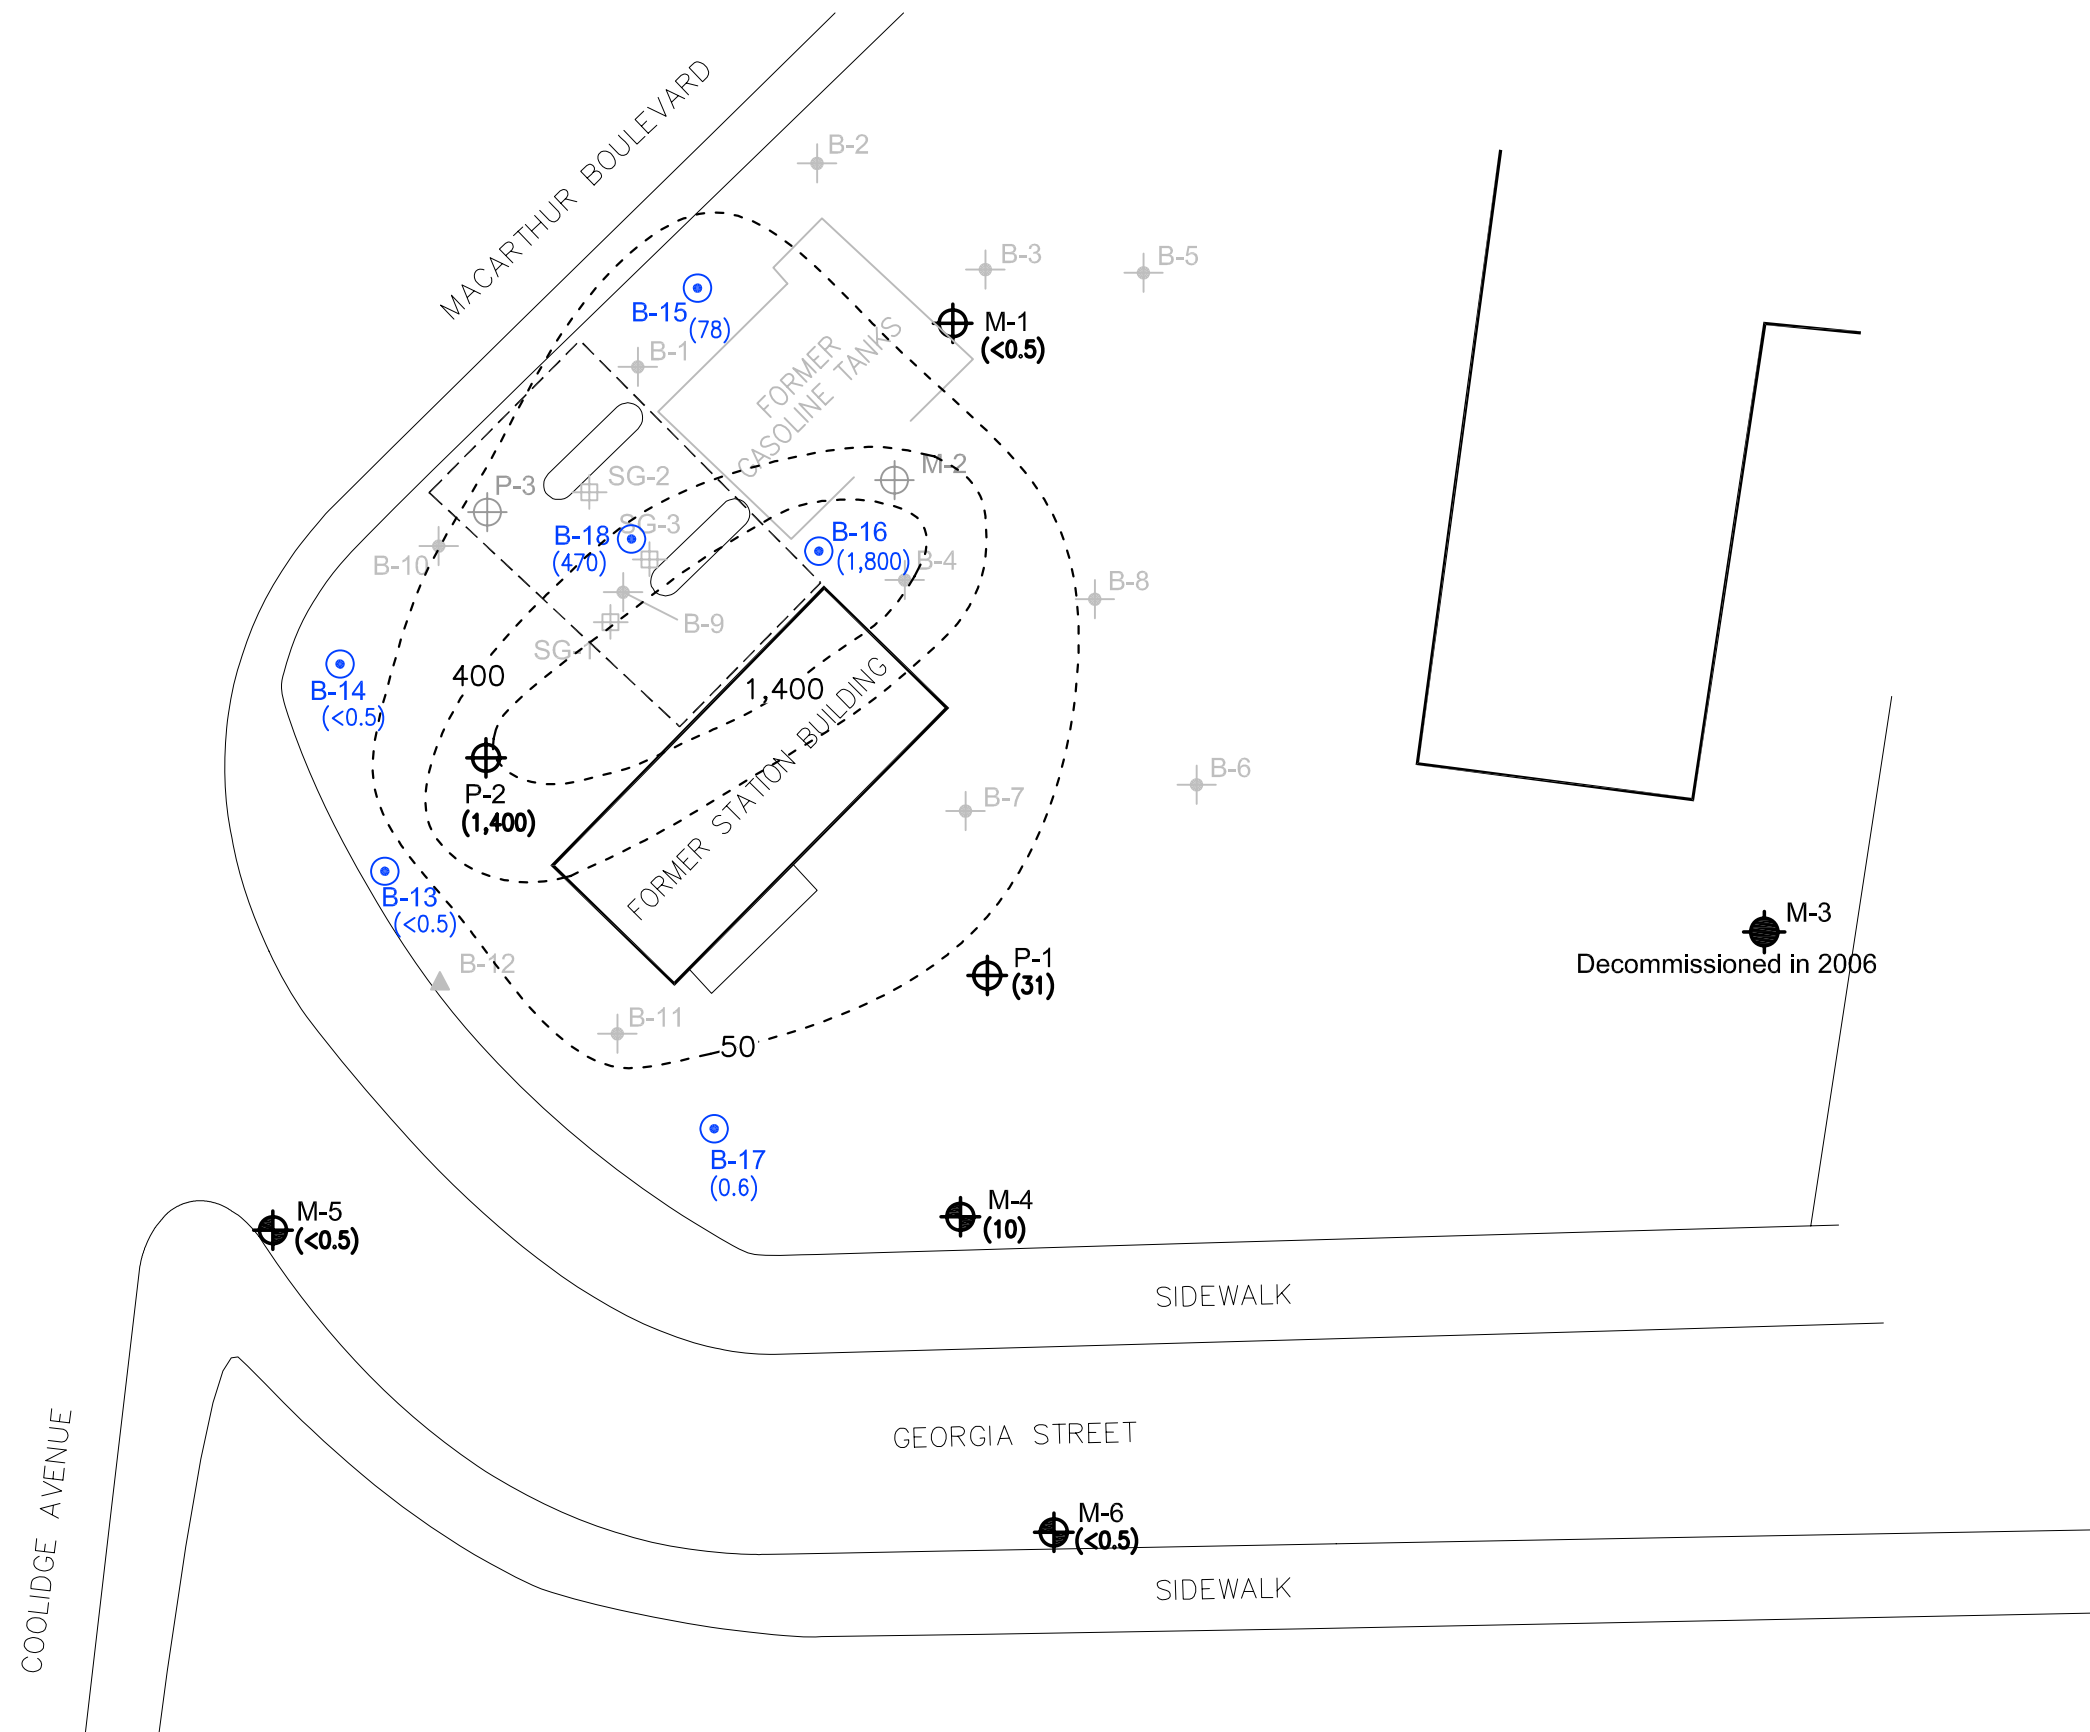 MACARTHUR BOULEVARD
B-2
B-3
B-5
B-15
(78)
M-1
(<0.5)
B-1
FORMER
GASOLINE TANKS
M-2
SG-2
P-3
SG-3
B-18
(470)
B-16
(1,800)
B-10
B-4
B-8
B-9
SG-1
400
B-14
(<0.5)
1,400
FORMER STATION BUILDING
P-2
(1,400)
B-6
B-7
B-13
(<0.5)
M-3
Decommissioned in 2006
B-12
P-1
(31)
B-11
50
B-17
(0.6)
M-4
(10)
M-5
(<0.5)
SIDEWALK
GEORGIA STREET
COOLIDGE AVENUE
M-6
(<0.5)
SIDEWALK